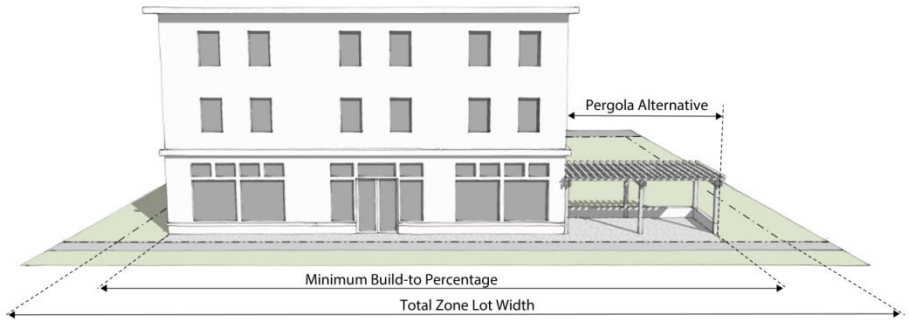 Pergola Alternative
Minimum Build-to Percentage
Total Zone Lot Width